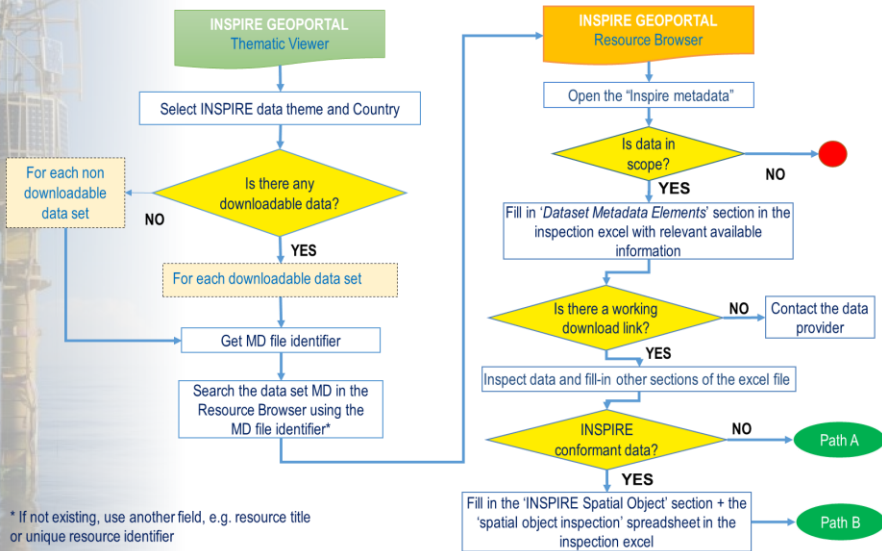 INSPIRE GEOPORTAL
Thematic Viewer
Select INSPIRE data theme and Country
Is there any
downloadable data?
NO
For each non
downloadable
data set
YES
For each downloadable data set
Get MD file identifier
Search the data set MD in the
Resource Browser using the
MD file identifier*
* If not existing, use another field, e.g. resource title
or unique resource identifier
INSPIRE GEOPORTAL
Resource Browser
Open the “Inspire metadata”
Is data in
scope?
NO
YES
Fill in ‘Dataset Metadata Elements’ section in the
inspection excel with relevant available
information
Is there a working
download link?
NO
Contact the data
provider
YES
Inspect data and fill-in other sections of the excel file
INSPIRE
conformant data?
NO
Path A
YES
Fill in the ‘INSPIRE Spatial Object’ section + the
‘spatial object inspection’ spreadsheet in the
inspection excel
Path B